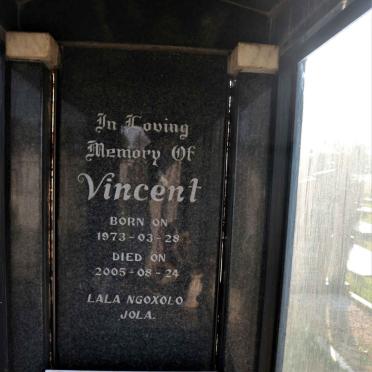 In Loving
Memory Of
Vincent
BORN ON
1973-03-28
DIED ON
2005-08-24
LALA NGOXOLO
JOLA.